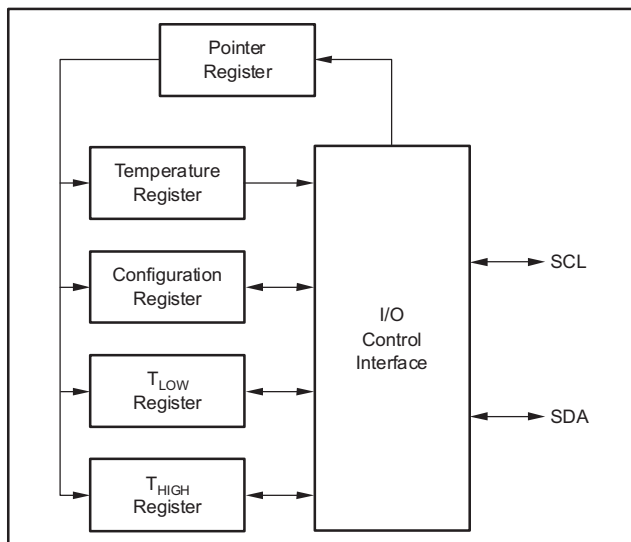 Pointer
Register
Temperature
Register
Configuration
Register
I/O
Control
Interface
SCL
T_LOW
Register
SDA
T_HIGH
Register